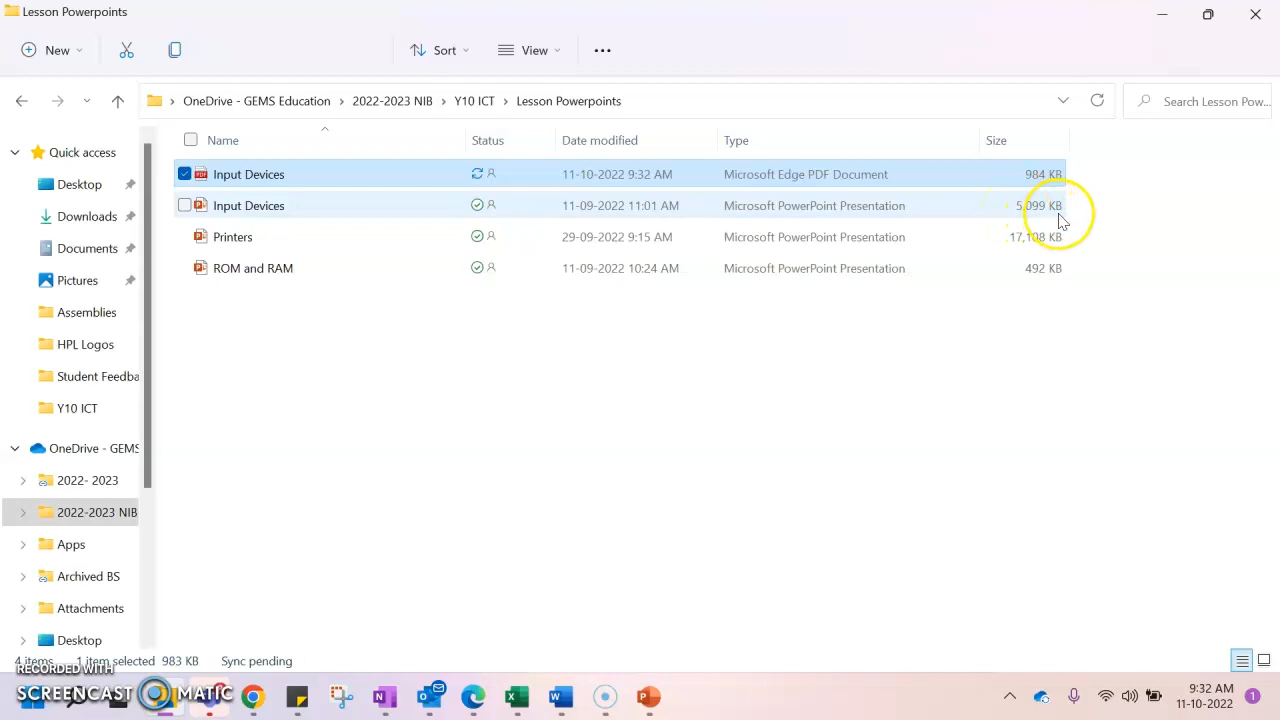 Lesson Powerpoints
New
Sort
View
OneDrive - GEMS Education > 2022-2023 NIB > Y10 ICT > Lesson Powerpoints
Search Lesson Pow...
Name Status Date modified Type Size
Input Devices 11-10-2022 9:32 AM Microsoft Edge PDF Document 984 KB
Input Devices 11-09-2022 11:01 AM Microsoft PowerPoint Presentation 5,099 KB
Printers 29-09-2022 9:15 AM Microsoft PowerPoint Presentation 17,108 KB
ROM and RAM 11-09-2022 10:24 AM Microsoft PowerPoint Presentation 492 KB
Quick access
Desktop
Downloads
Documents
Pictures
Assemblies
HPL Logos
Student Feedba
Y10 ICT
OneDrive - GEMS
2022- 2023
2022-2023 NIB
Apps
Archived BS
Attachments
Desktop
4 items 1 item selected 983 KB Sync pending
RECORDED WITH
SCREENCAST MATIC
9:32 AM
11-10-2022
1